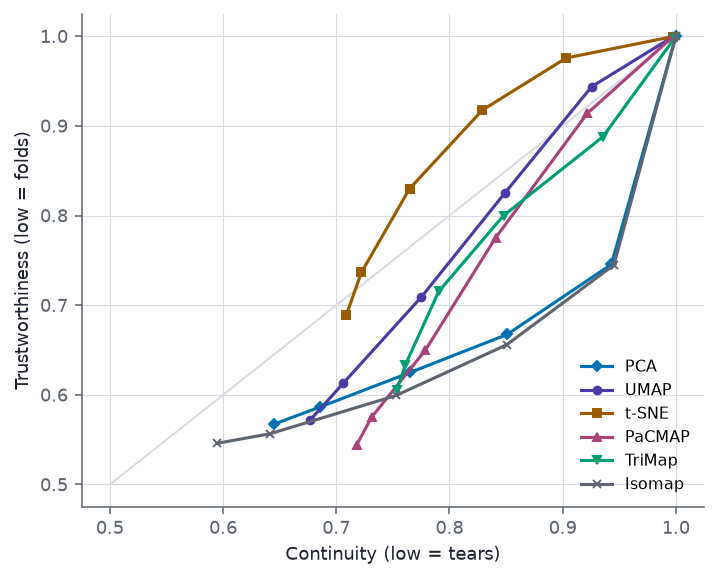 1.0
0.9
0.8
0.7
0.6
0.5
Trustworthiness (low = folds)
PCA
UMAP
t-SNE
PaCMAP
TriMap
Isomap
0.5 0.6 0.7 0.8 0.9 1.0
Continuity (low = tears)